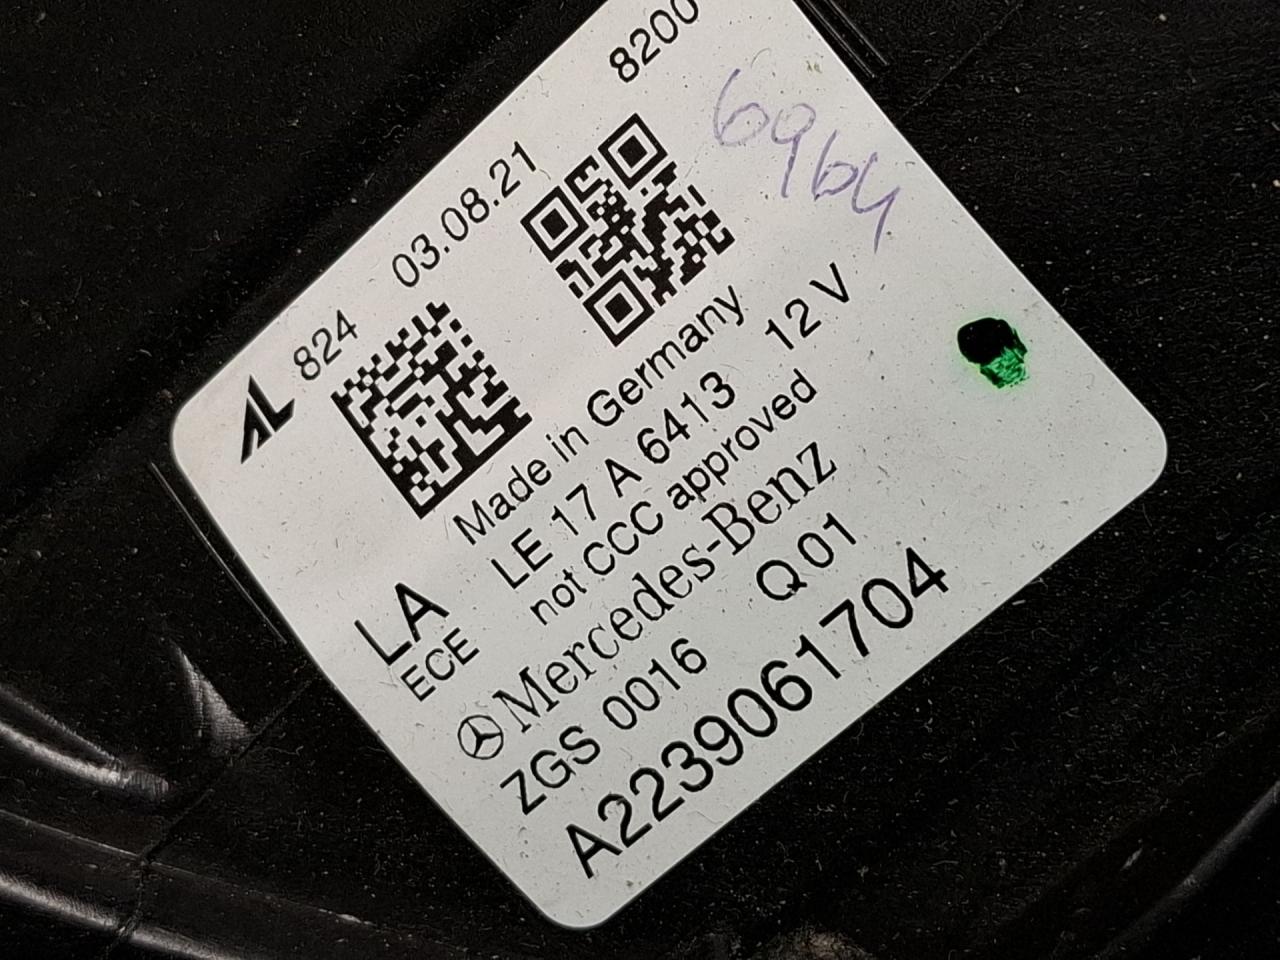 AL 824 03.08.21 8200
6964
Made in Germany
LE 17 A 6413 12 V
LA not CCC approved
ECE Mercedes-Benz
ZGS 0016 Q 01
A2239061704